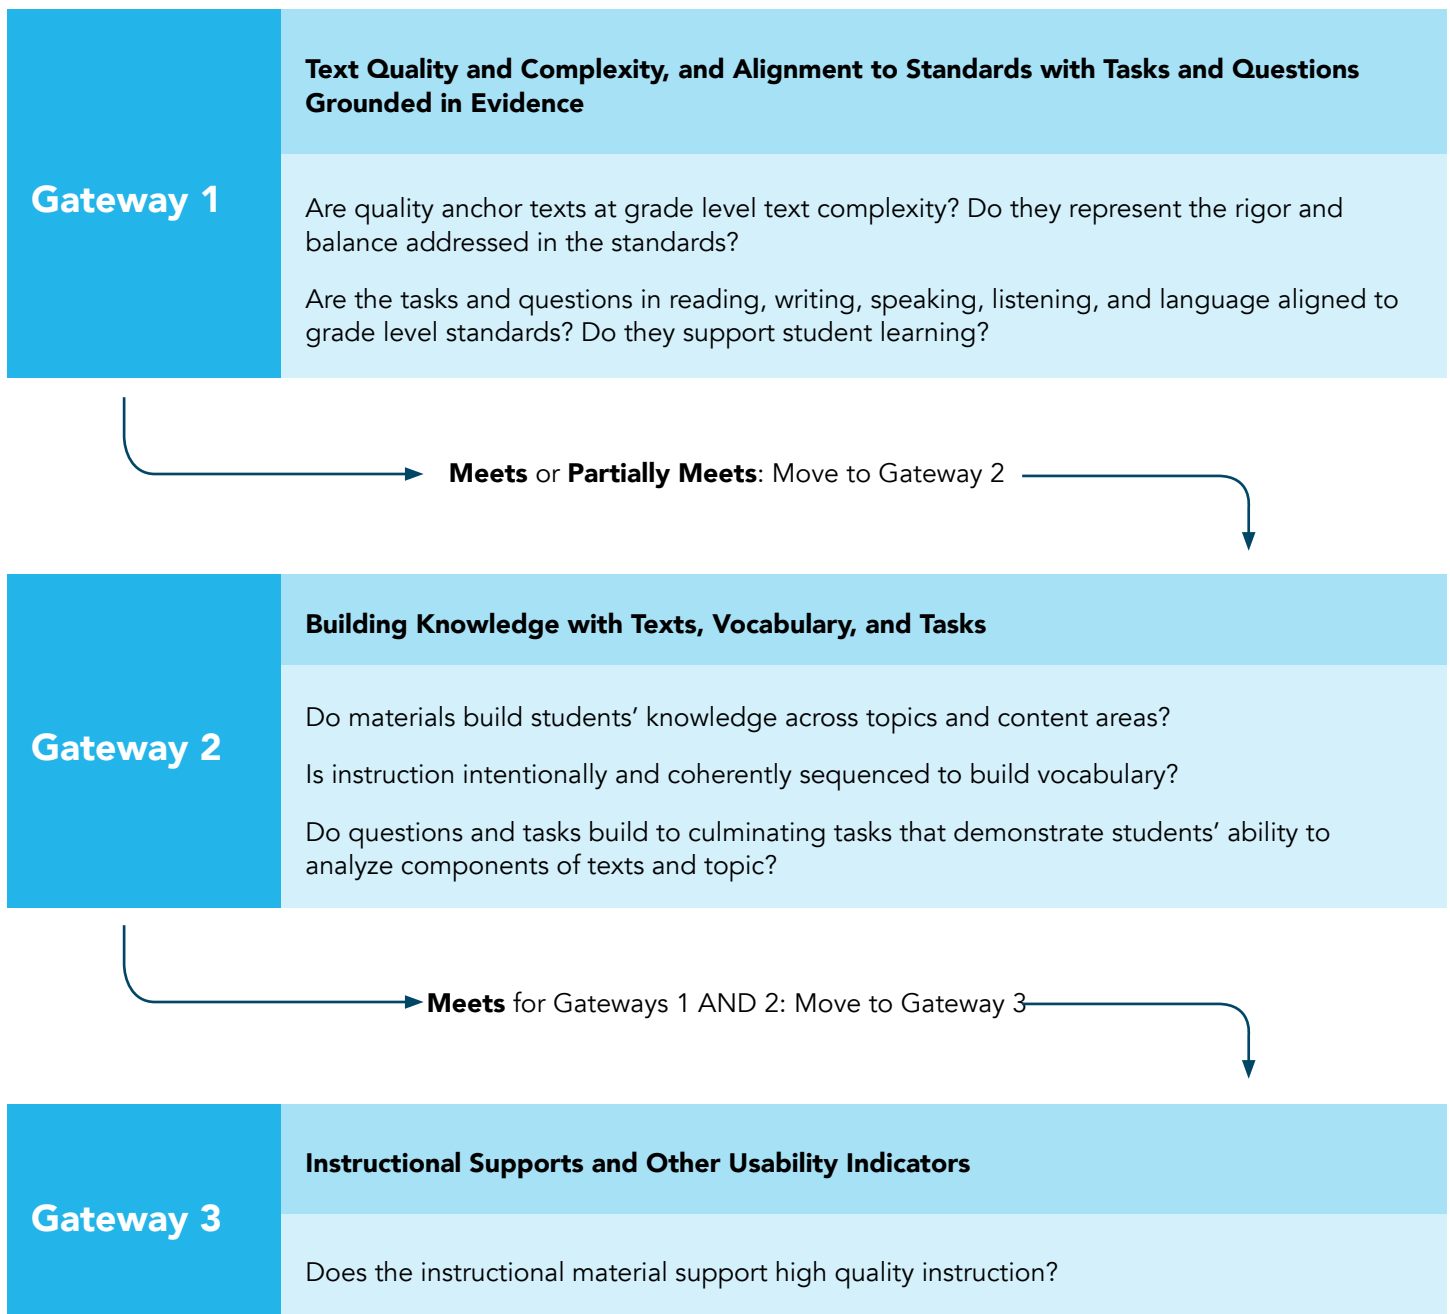 Gateway 1
Text Quality and Complexity, and Alignment to Standards with Tasks and Questions
Grounded in Evidence
Are quality anchor texts at grade level text complexity? Do they represent the rigor and
balance addressed in the standards?
Are the tasks and questions in reading, writing, speaking, listening, and language aligned to
grade level standards? Do they support student learning?
Meets or Partially Meets: Move to Gateway 2
Gateway 2
Building Knowledge with Texts, Vocabulary, and Tasks
Do materials build students’ knowledge across topics and content areas?
Is instruction intentionally and coherently sequenced to build vocabulary?
Do questions and tasks build to culminating tasks that demonstrate students’ ability to
analyze components of texts and topic?
Meets for Gateways 1 AND 2: Move to Gateway 3
Gateway 3
Instructional Supports and Other Usability Indicators
Does the instructional material support high quality instruction?